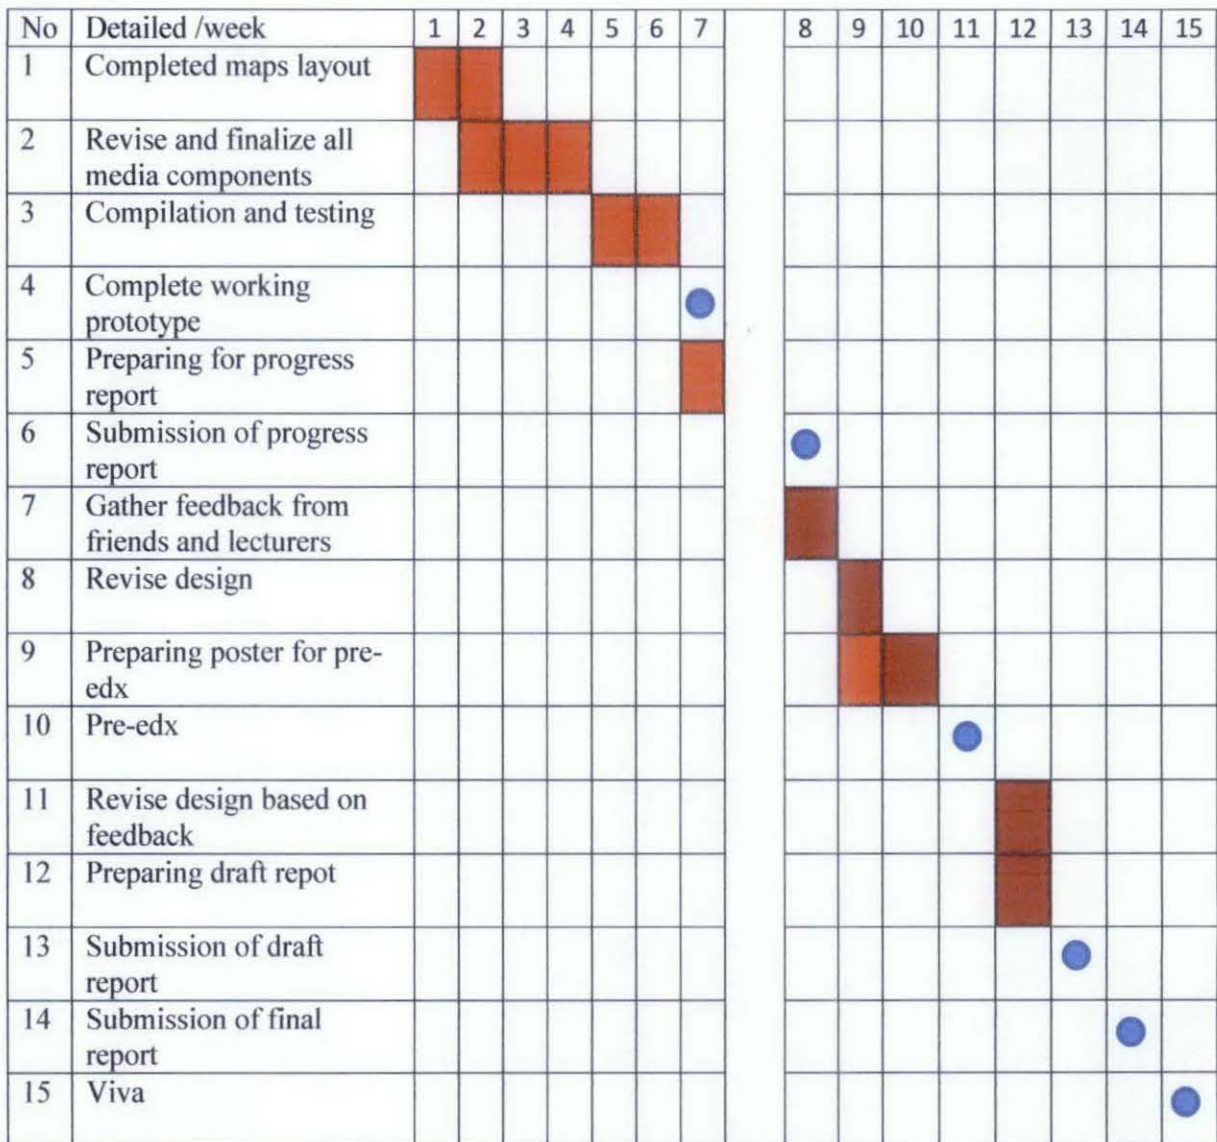 No Detailed /week 1 2 3 4 5 6 7 8 9 10 11 12 13 14 15
1 Completed maps layout
2 Revise and finalize all
media components
3 Compilation and testing
4 Complete working
prototype
5 Preparing for progress
report
6 Submission of progress
report
7 Gather feedback from
friends and lecturers
8 Revise design
9 Preparing poster for pre-
edx
10 Pre-edx
11 Revise design based on
feedback
12 Preparing draft repot
13 Submission of draft
report
14 Submission of final
report
15 Viva